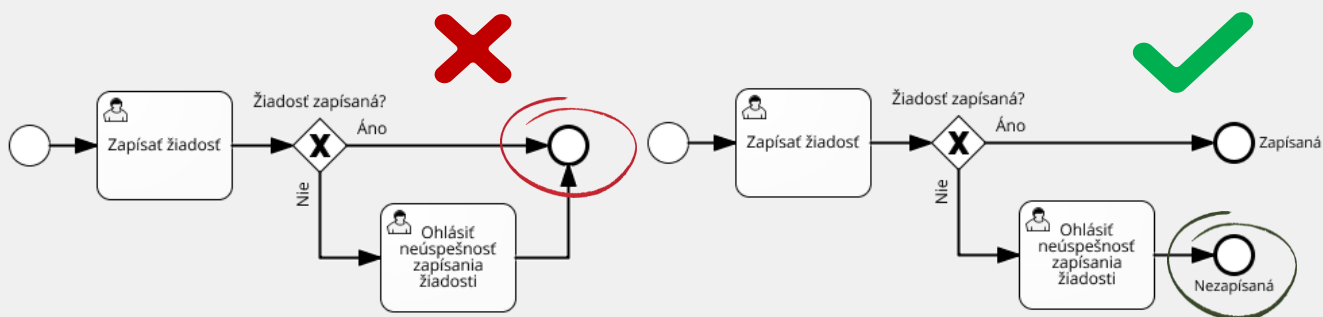 Žiadosť zapísaná?
Áno
Zapísať žiadosť
X
Nie
Ohlásiť
neúspešnosť
zapísania
žiadosti
Žiadosť zapísaná?
Áno
Zapísať žiadosť
X
Zapísaná
Nie
Ohlásiť
neúspešnosť
zapísania
žiadosti
Nezapísaná